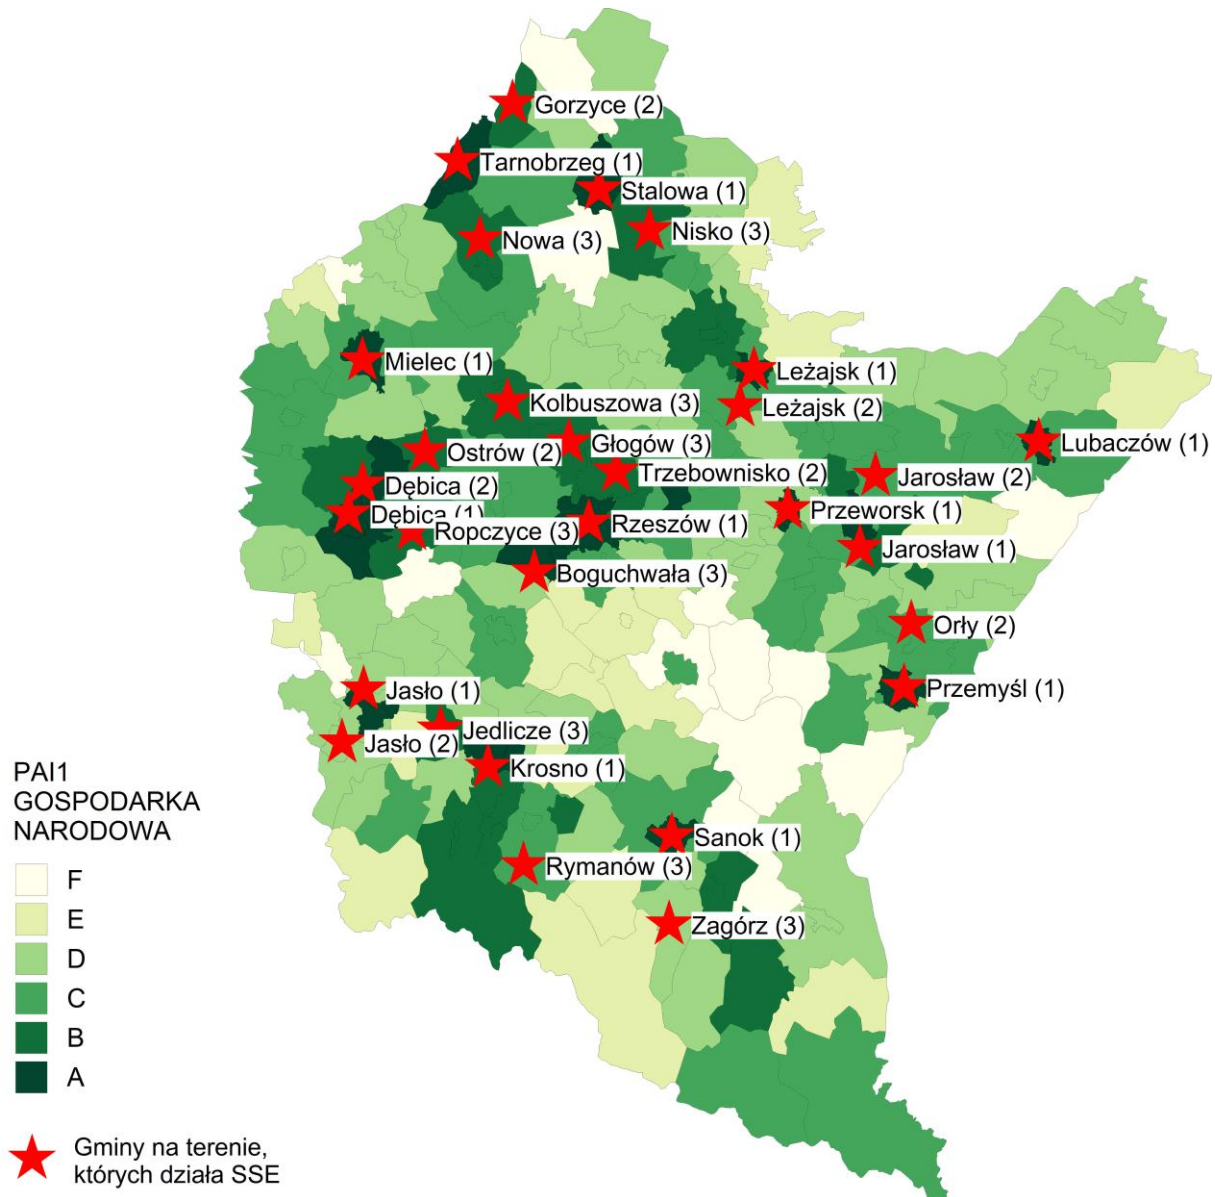 Gorzyce (2)
Tarnobrzeg (1)
Stalowa (1)
Nowa (3)
Nisko (3)
Mielec (1)
Leżajsk (1)
Kolbuszowa (3)
Leżajsk (2)
Głogów (3)
Lubaczów (1)
Ostrów (2)
Trzebownisko (2)
Jarosław (2)
Dębica (2)
Dębica (1)
Przeworsk (1)
Ropczyce (3)
Rzeszów (1)
Jarosław (1)
Boguchwała (3)
Orły (2)
Jasło (1)
Przemyśl (1)
Jedlicze (3)
Jasło (2)
Krosno (1)
Sanok (1)
Rymanów (3)
Zagórz (3)
PAI1
GOSPODARKA
NARODOWA
F
E
D
C
B
A
Gminy na terenie,
których działa SSE